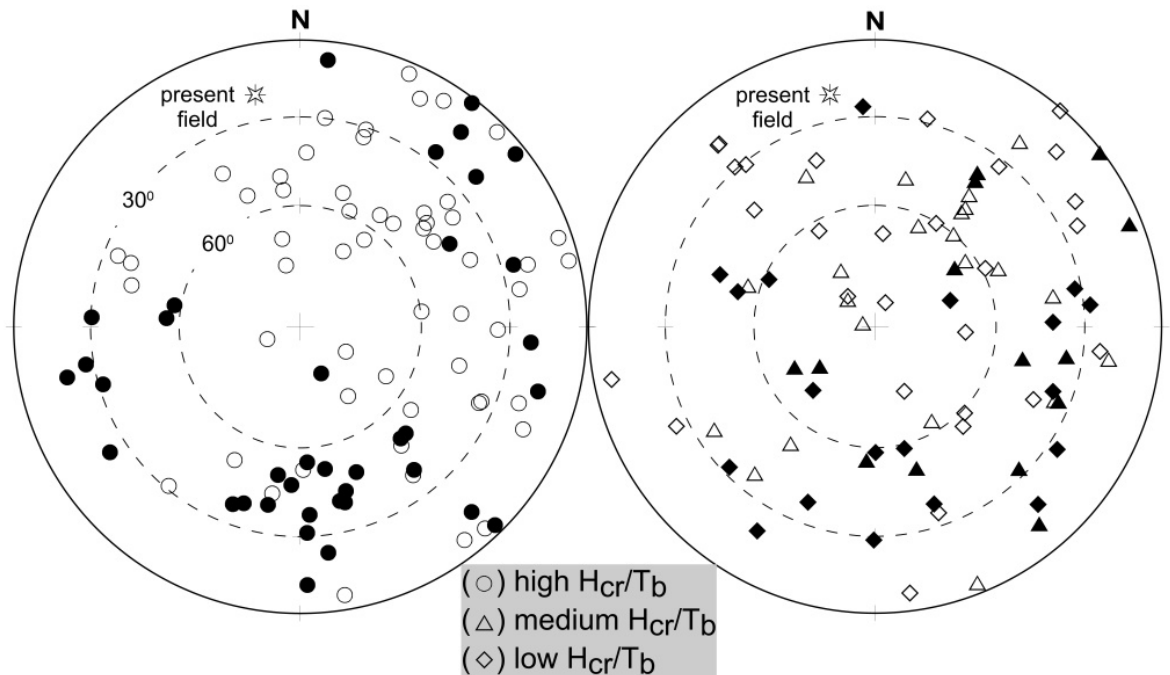 N
present
field
30⁰
60⁰
N
present
field
(○) high Hcr/Tb
(△) medium Hcr/Tb
(◇) low Hcr/Tb